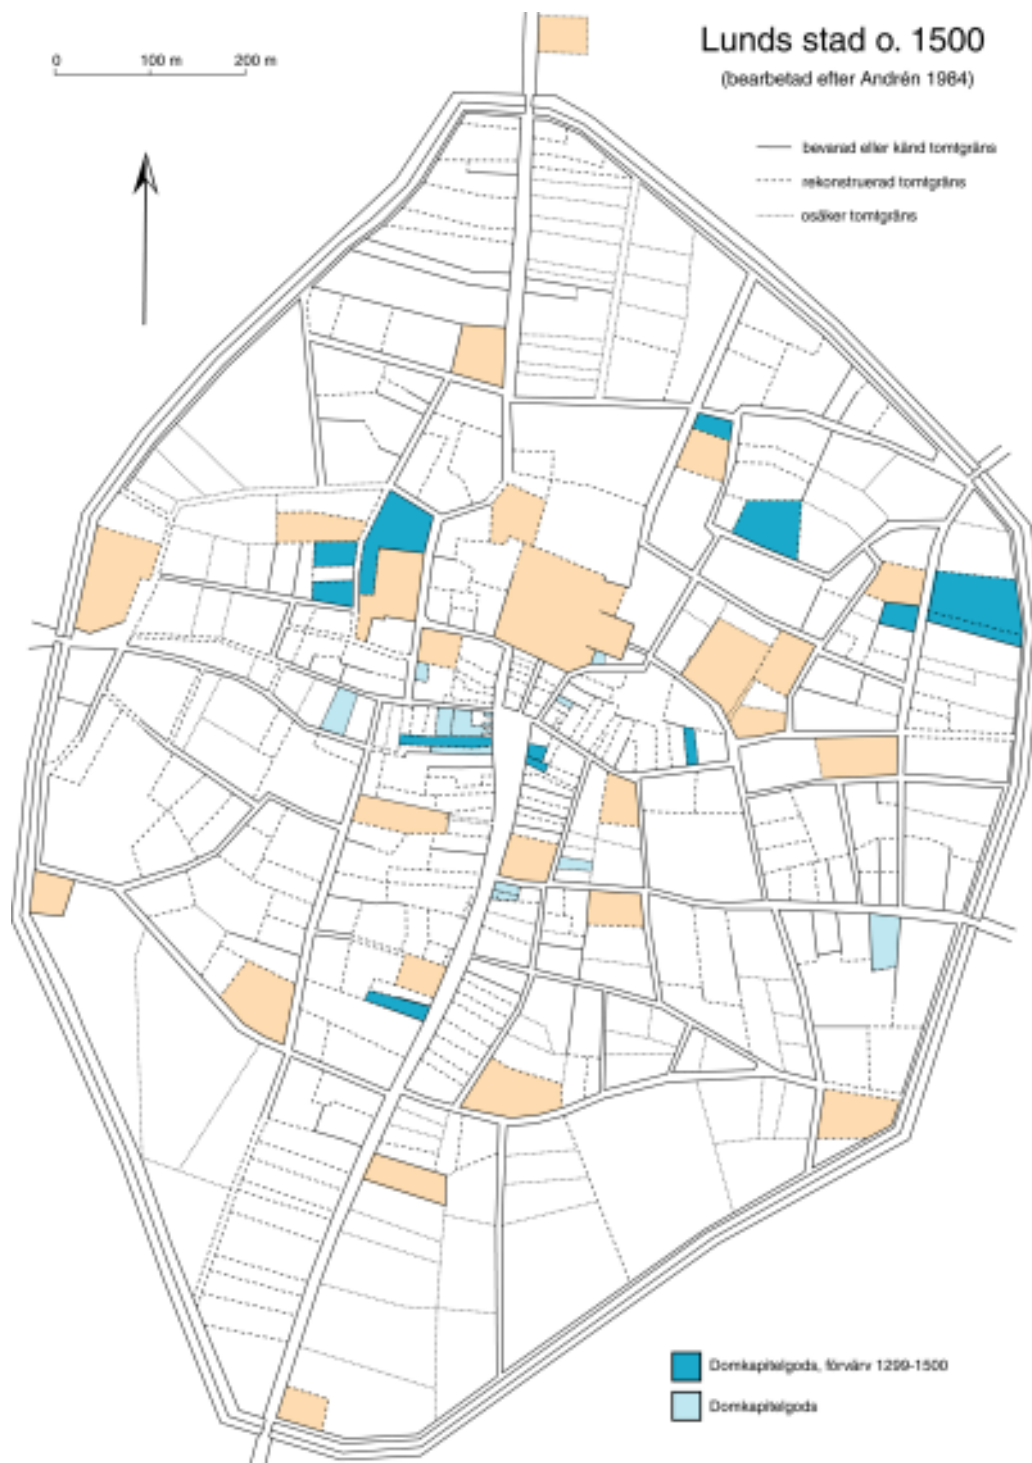 Lunds stad o. 1500
(bearbetad efter Andrén 1984)
0 100 m 200 m
bevarad eller känd tomtgräns
rekonstruerad tomtgräns
osäker tomtgräns
Domkapitelgods, förvärv 1299-1500
Domkapitelgods